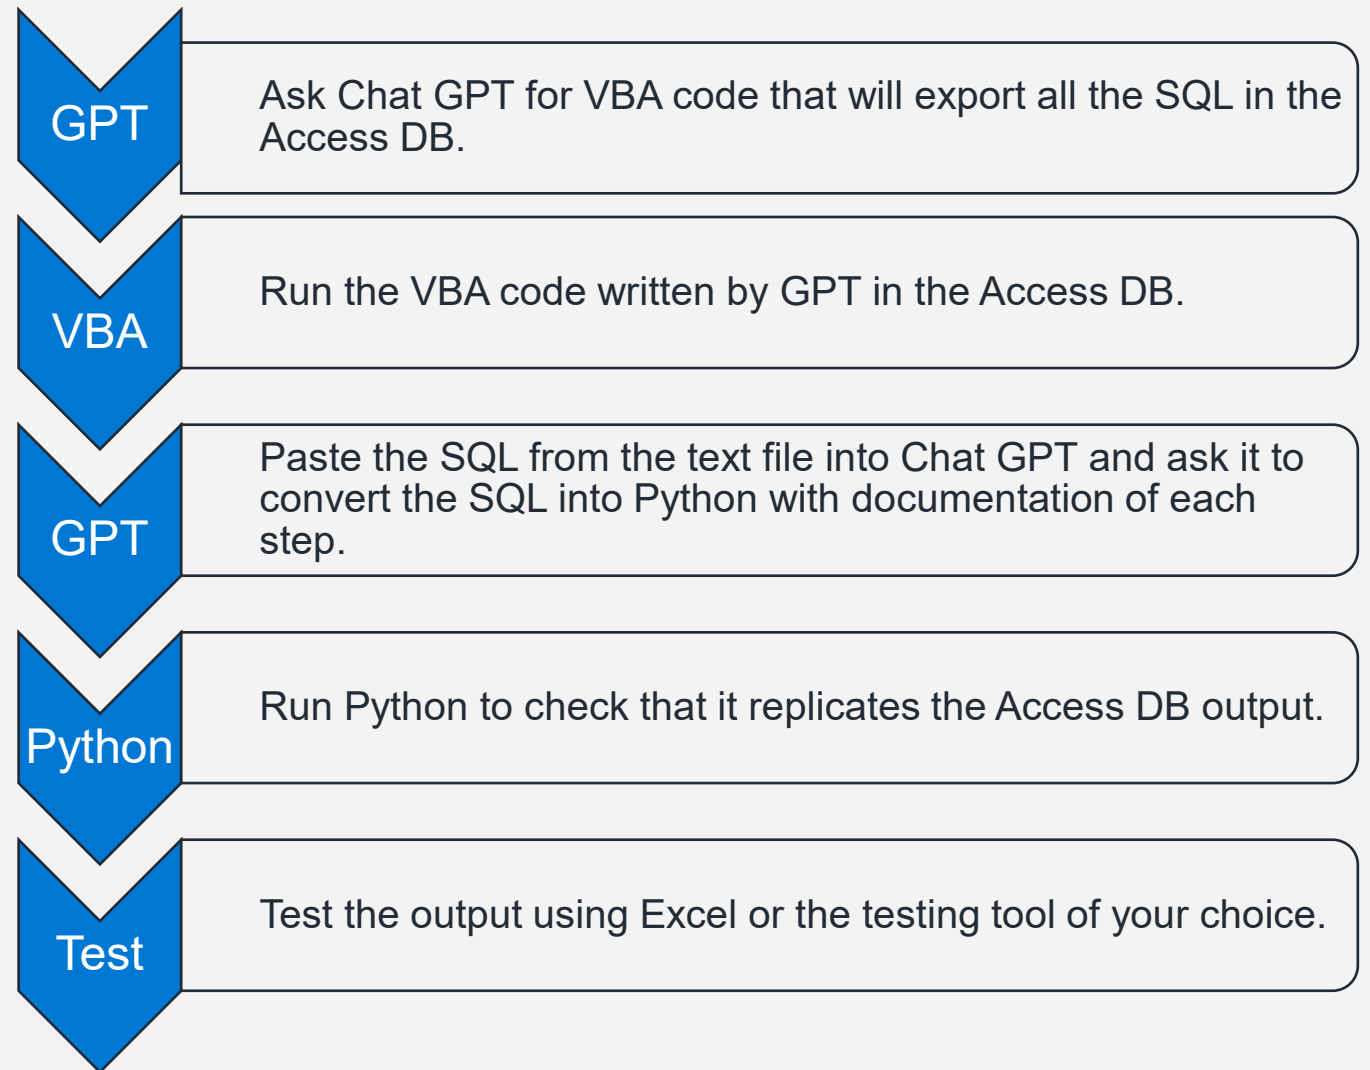 GPT
Ask Chat GPT for VBA code that will export all the SQL in the
Access DB.
VBA
Run the VBA code written by GPT in the Access DB.
GPT
Paste the SQL from the text file into Chat GPT and ask it to
convert the SQL into Python with documentation of each
step.
Python
Run Python to check that it replicates the Access DB output.
Test
Test the output using Excel or the testing tool of your choice.